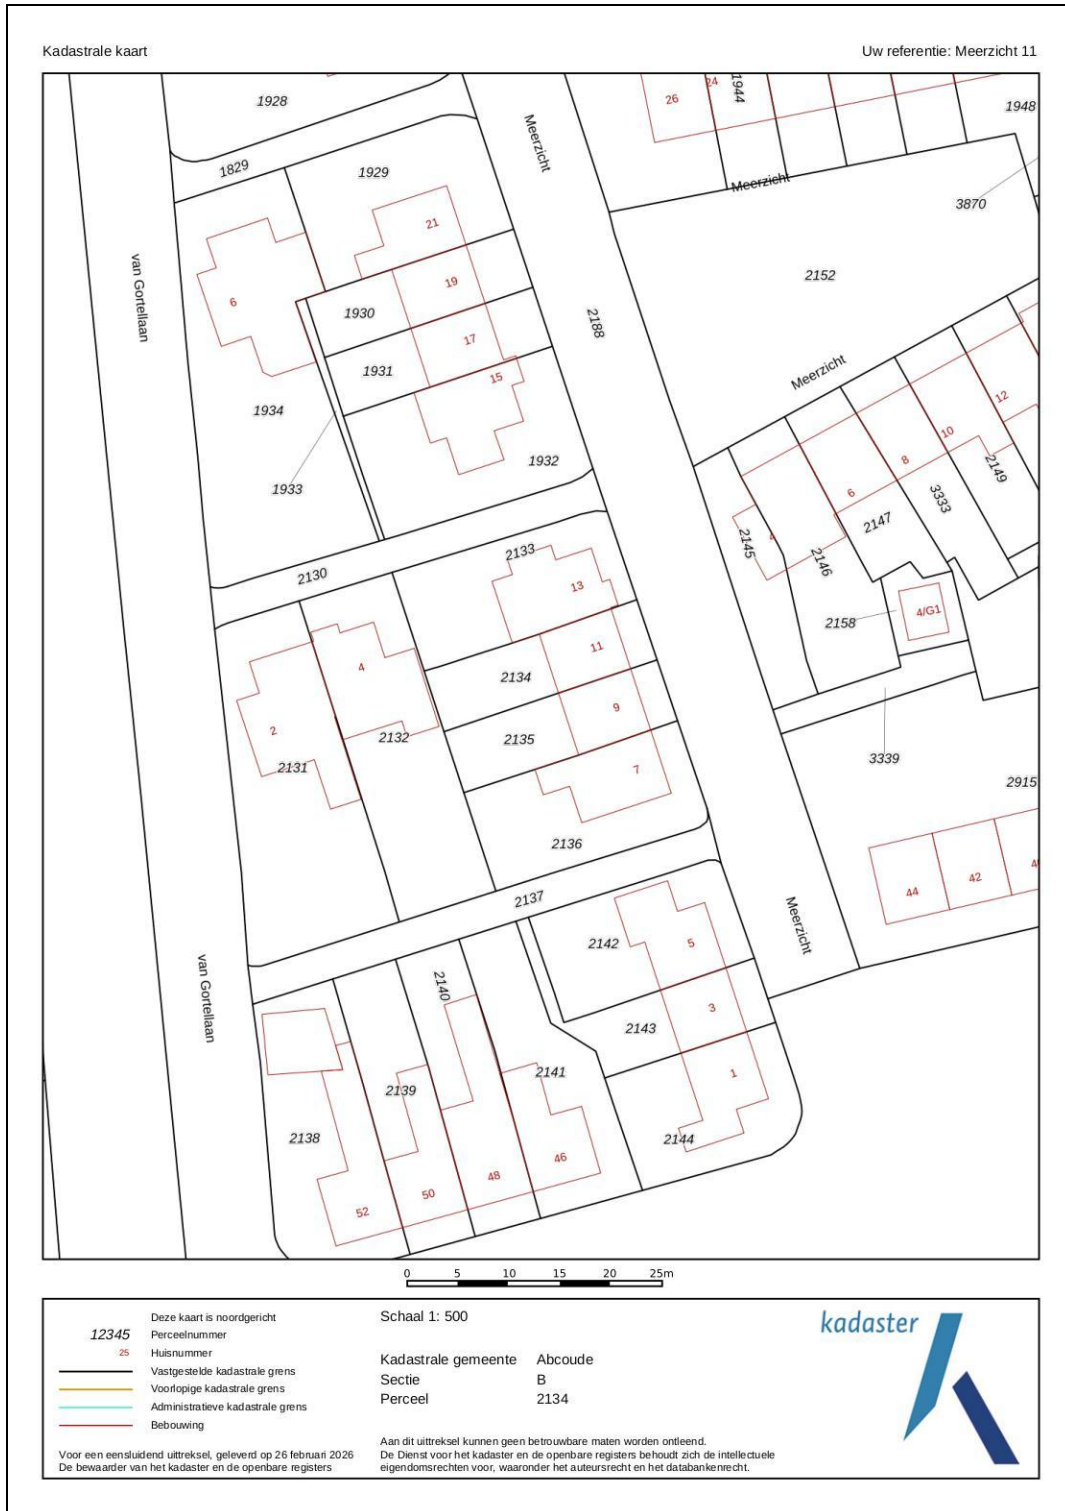 Kadastrale kaart
Uw referentie: Meerzicht 11
1928
Meerzicht
26
24
1944
1948
1829
1929
Meerzicht
3870
21
van Gortellaan
6
19
1930
2152
2188
17
1931
15
Meerzicht
1934
12
10
1932
8
1933
6
2149
3333
2147
4
2145
2133
2146
2130
13
4/G1
2158
11
4
2134
9
2
2132
2135
3339
2131
7
2915
2136
44
42
2137
Meerzicht
2142
5
van Gortellaan
2140
3
2143
2141
1
2139
2138
2144
46
48
50
52
0 5 10 15 20 25m
Deze kaart is noordgericht
12345 Perceelnummer
25 Huisnummer
Vastgestelde kadastrale grens
Voorlopige kadastrale grens
Administratieve kadastrale grens
Bebouwing
Voor een eensluidend uittreksel, geleverd op 26 februari 2026
De bewaarder van het kadaster en de openbare registers
Schaal 1: 500
Kadastrale gemeente Abcoude
Sectie B
Perceel 2134
Aan dit uittreksel kunnen geen betrouwbare maten worden ontleend.
De Dienst voor het kadaster en de openbare registers behoudt zich de intellectuele
eigendomsrechten voor, waaronder het auteursrecht en het databankenrecht.
kadaster